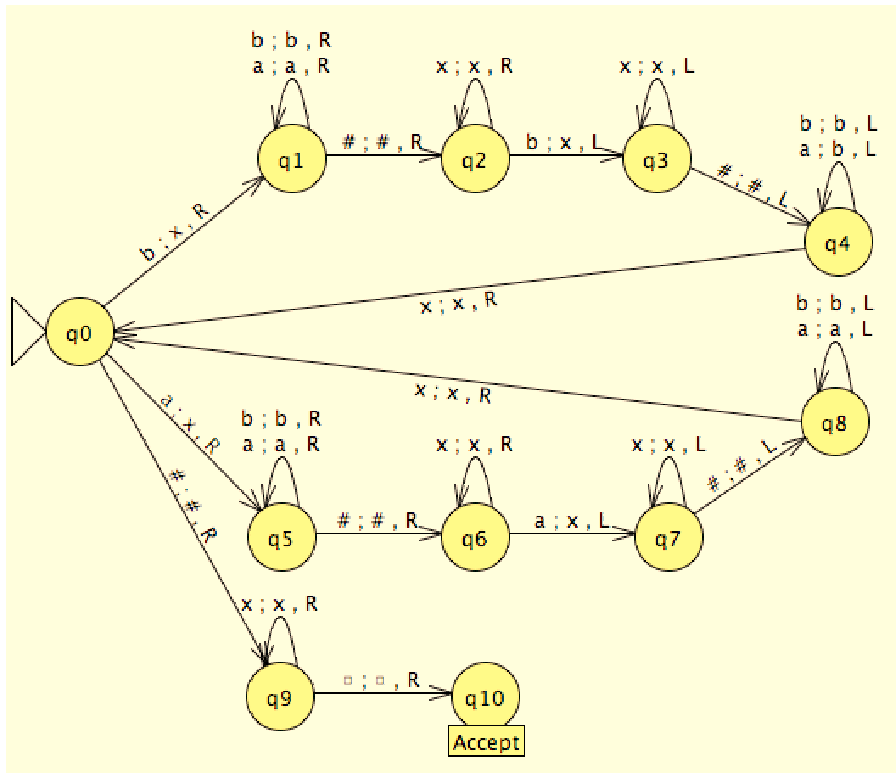 b ; b , R
a ; a , R
x ; x , R
x ; x , L
b ; b , L
a ; b , L
q1
# ; # , R
q2
b ; x , L
q3
# ; # , L
q4
b ; x , R
x ; x , R
q0
b ; b , L
a ; a , L
x ; x , R
a ; x , R
# ; # , R
b ; b , R
a ; a , R
x ; x , R
x ; x , L
q8
q5
# ; # , R
q6
a ; x , L
q7
# ; # , L
x ; x , R
q9
□ ; □ , R
q10
Accept